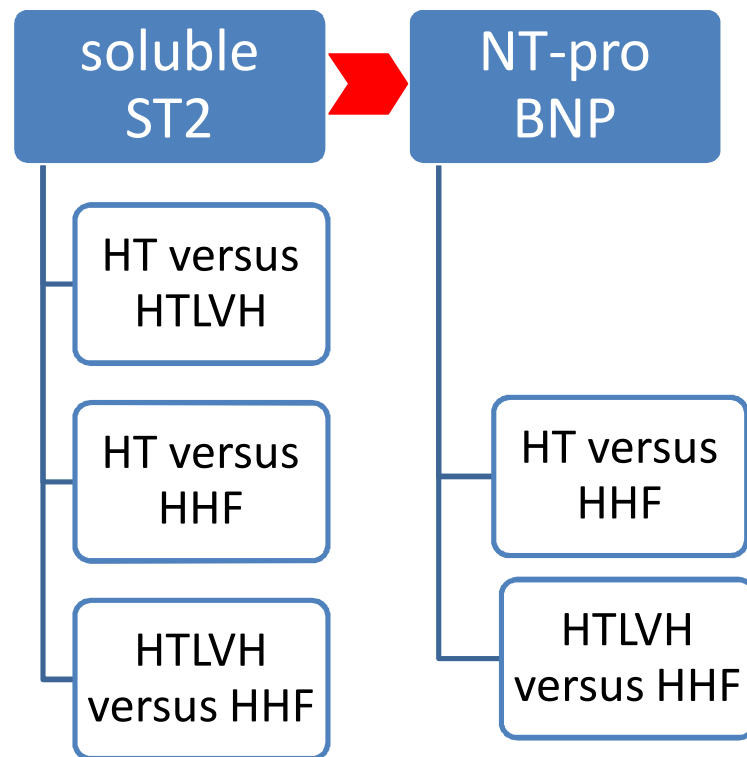 soluble
ST2
HT versus
HTLVH
HT versus
HHF
HTLVH
versus HHF
NT-pro
BNP
HT versus
HHF
HTLVH
versus HHF